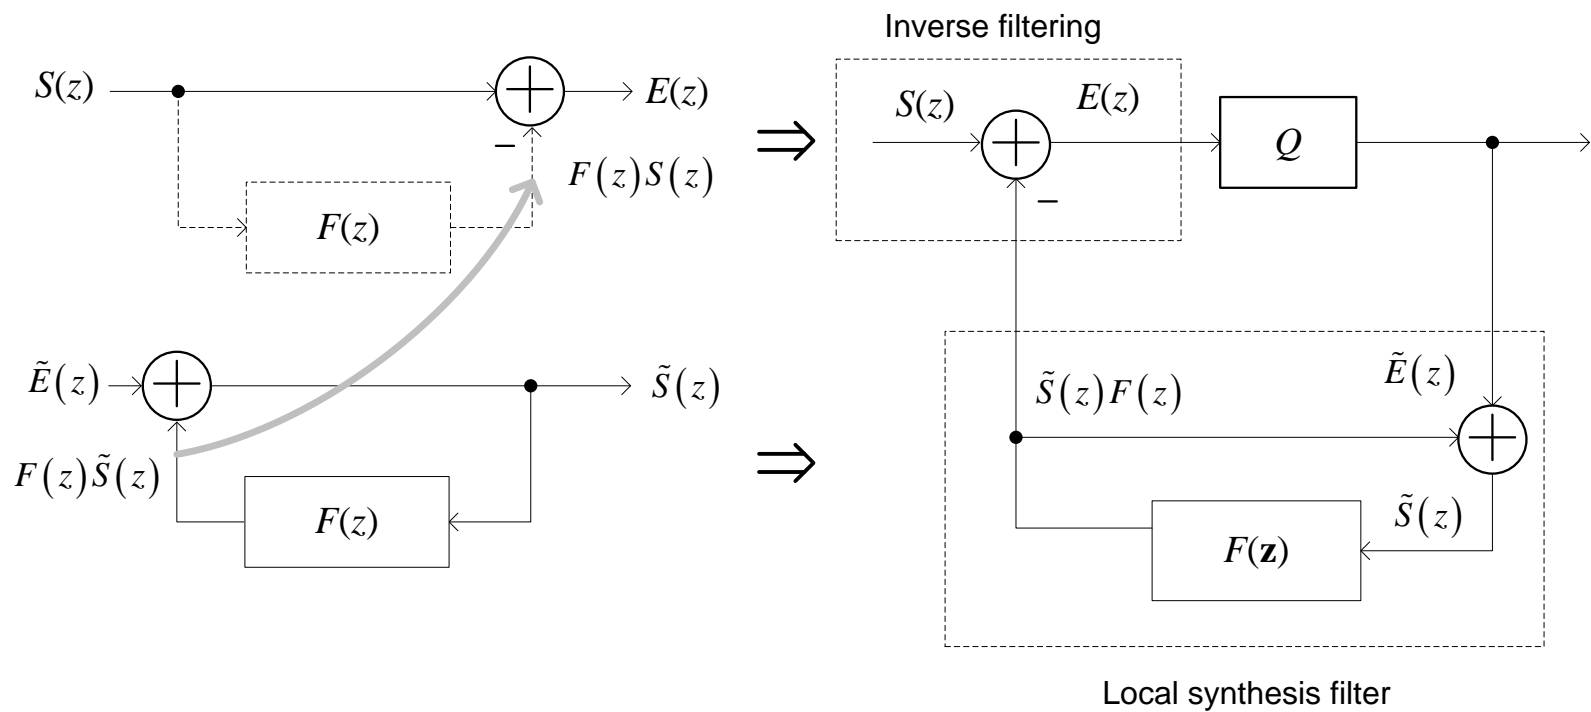 Inverse filtering
S(z)
E(z)
F(z)S(z)
–
F(z)
S(z)
E(z)
Q
–
Ẽ(z)
S̃(z)
F(z)S̃(z)
F(z)
S̃(z)F(z)
Ẽ(z)
S̃(z)
F(z)
Local synthesis filter